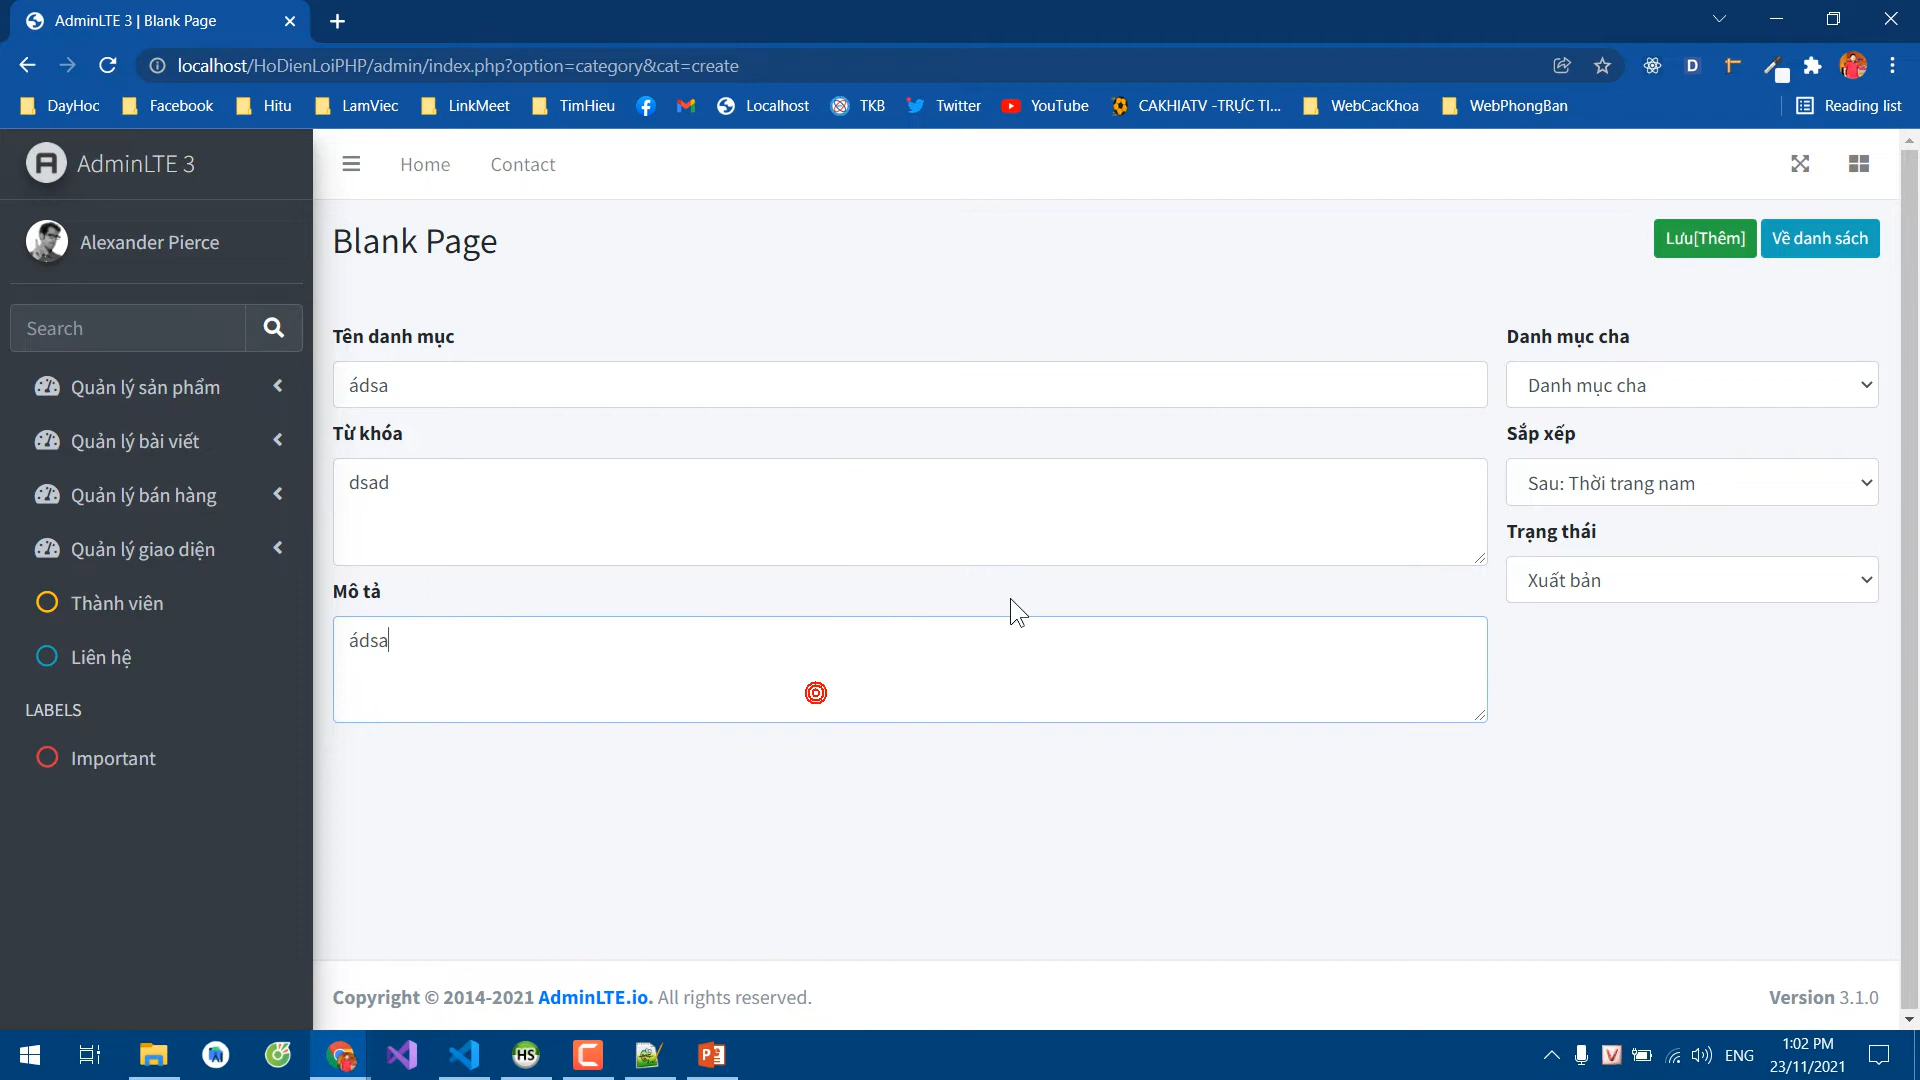 AdminLTE 3 | Blank Page
localhost/HoDienLoiPHP/admin/index.php?option=category&cat=create
DayHoc Facebook Hitu LamViec LinkMeet TimHieu Localhost TKB Twitter YouTube CAKHIATV -TRỰC TI... WebCacKhoa WebPhongBan Reading list
AdminLTE 3
Home Contact
Alexander Pierce
Blank Page
Lưu[Thêm] Về danh sách
Search
Quản lý sản phẩm
Quản lý bài viết
Quản lý bán hàng
Quản lý giao diện
Thành viên
Liên hệ
LABELS
Important
Tên danh mục
ádsa
Từ khóa
dsad
Mô tả
ádsa
Danh mục cha
Danh mục cha
Sắp xếp
Sau: Thời trang nam
Trạng thái
Xuất bản
Copyright © 2014-2021 AdminLTE.io. All rights reserved.
Version 3.1.0
ENG
1:02 PM
23/11/2021